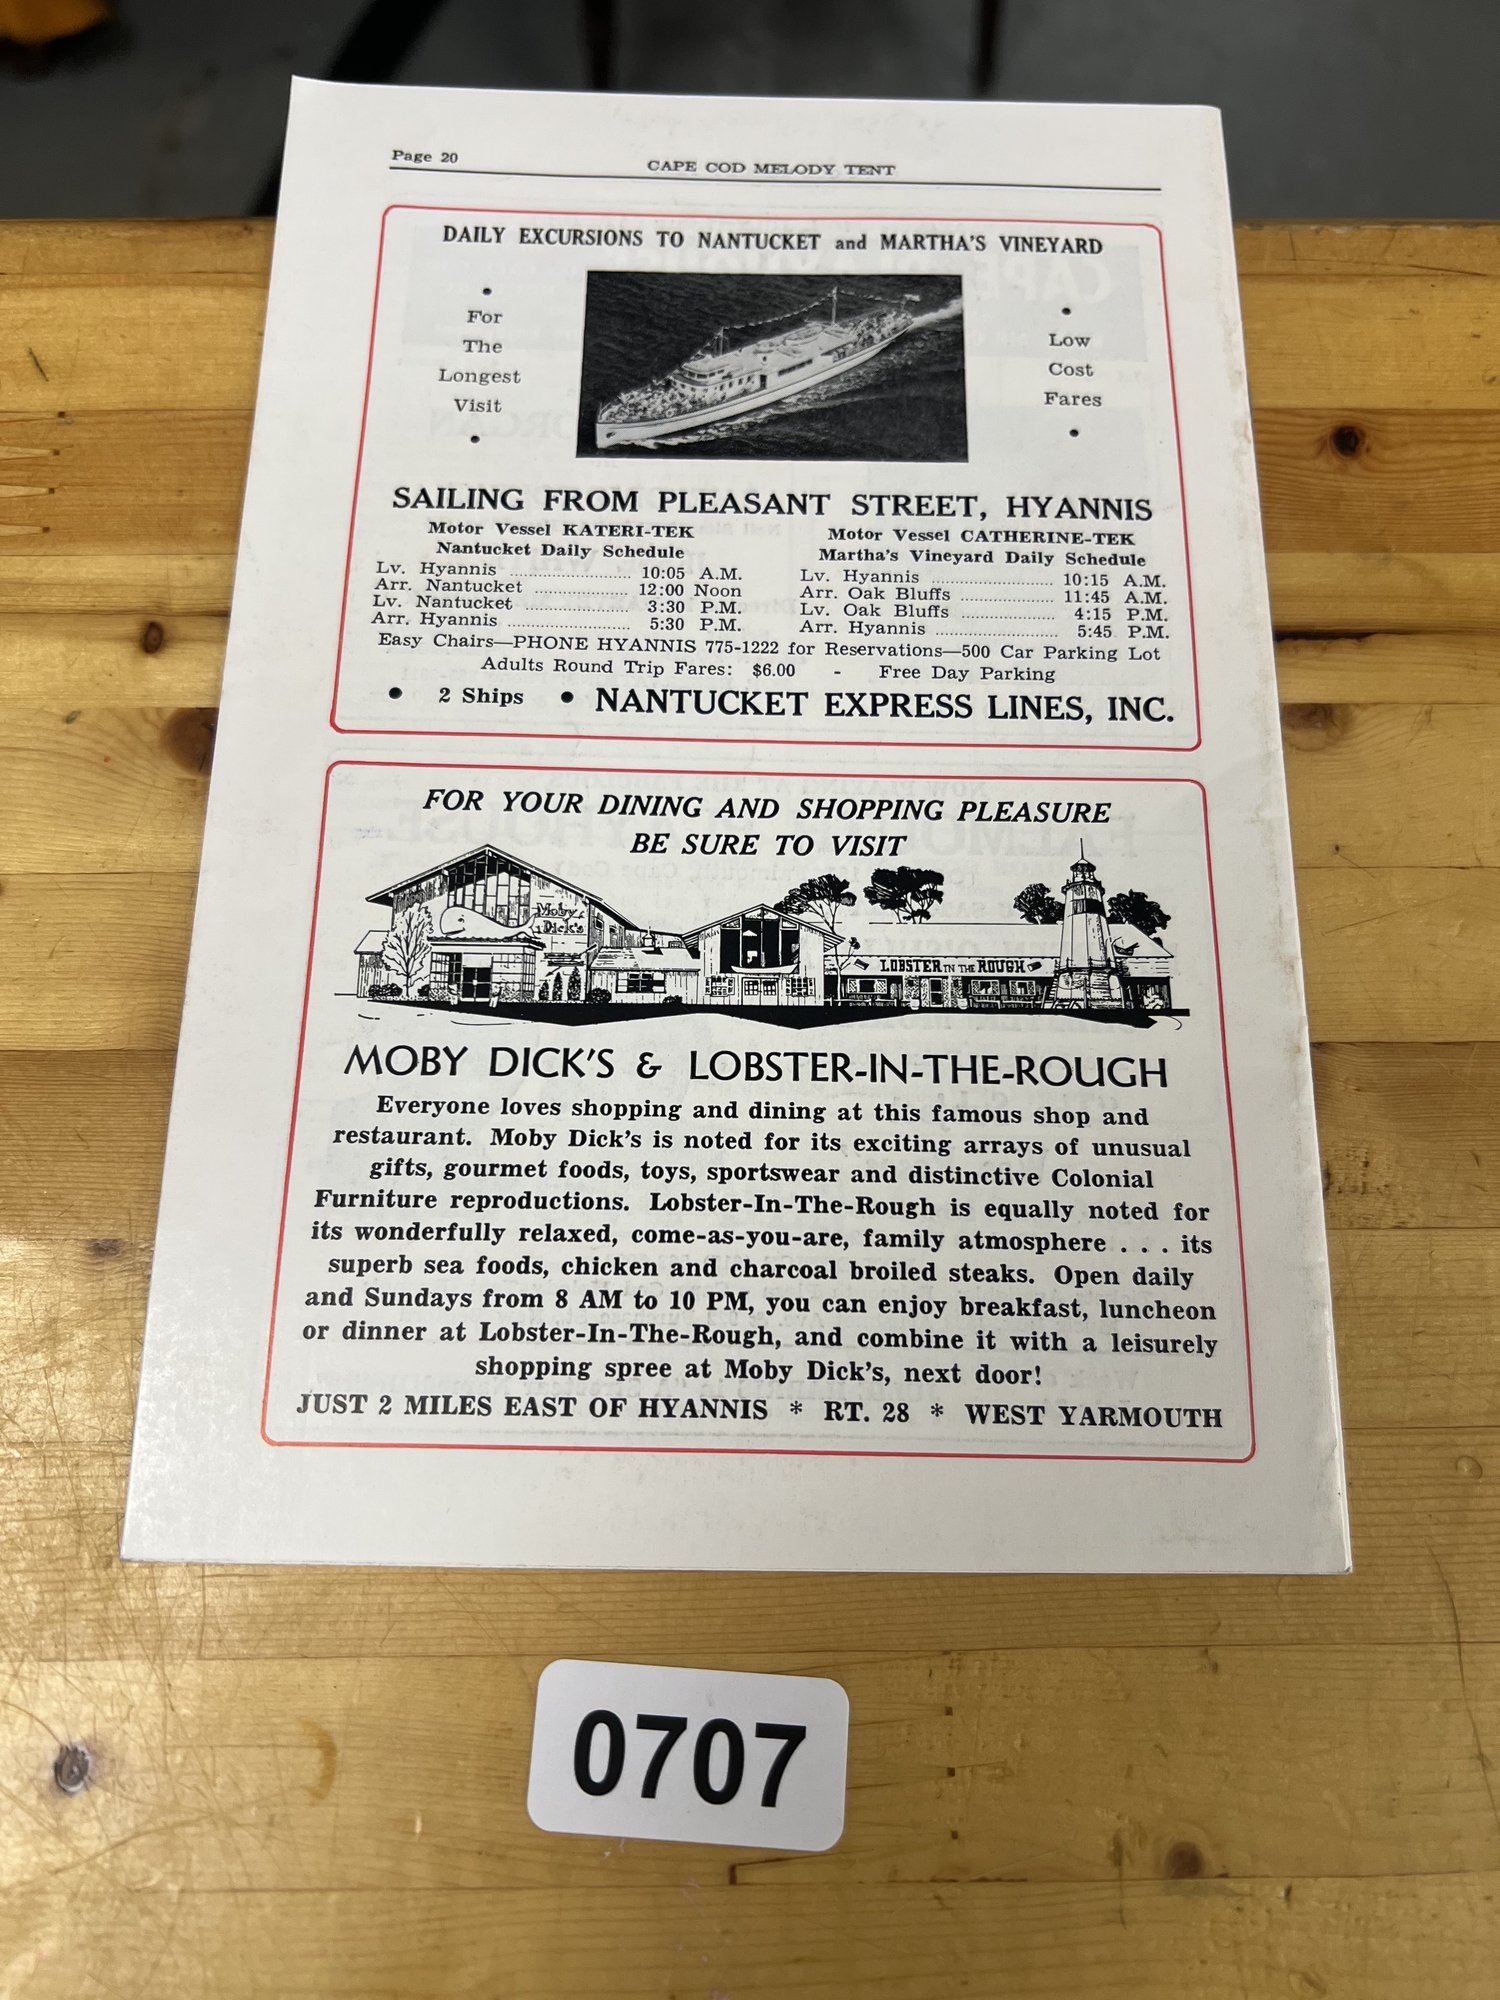 Page 20
CAPE COD MELODY TENT
DAILY EXCURSIONS TO NANTUCKET and MARTHA'S VINEYARD
•
For
The
Longest
Visit
•
•
Low
Cost
Fares
•
SAILING FROM PLEASANT STREET, HYANNIS
Motor Vessel KATERI-TEK
Nantucket Daily Schedule
Lv. Hyannis ........................... 10:05 A.M.
Arr. Nantucket ..................... 12:00 Noon
Lv. Nantucket ....................... 3:30 P.M.
Arr. Hyannis ........................... 5:30 P.M.
Motor Vessel CATHERINE-TEK
Martha's Vineyard Daily Schedule
Lv. Hyannis ........................... 10:15 A.M.
Arr. Oak Bluffs ..................... 11:45 A.M.
Lv. Oak Bluffs ....................... 4:15 P.M.
Arr. Hyannis ........................... 5:45 P.M.
Easy Chairs—PHONE HYANNIS 775-1222 for Reservations—500 Car Parking Lot
Adults Round Trip Fares: $6.00 - Free Day Parking
• 2 Ships • NANTUCKET EXPRESS LINES, INC.
FOR YOUR DINING AND SHOPPING PLEASURE
BE SURE TO VISIT
Moby
Dick's
LOBSTER IN THE ROUGH
MOBY DICK'S & LOBSTER-IN-THE-ROUGH
Everyone loves shopping and dining at this famous shop and
restaurant. Moby Dick's is noted for its exciting arrays of unusual
gifts, gourmet foods, toys, sportswear and distinctive Colonial
Furniture reproductions. Lobster-In-The-Rough is equally noted for
its wonderfully relaxed, come-as-you-are, family atmosphere . . . its
superb sea foods, chicken and charcoal broiled steaks. Open daily
and Sundays from 8 AM to 10 PM, you can enjoy breakfast, luncheon
or dinner at Lobster-In-The-Rough, and combine it with a leisurely
shopping spree at Moby Dick's, next door!
JUST 2 MILES EAST OF HYANNIS * RT. 28 * WEST YARMOUTH
0707